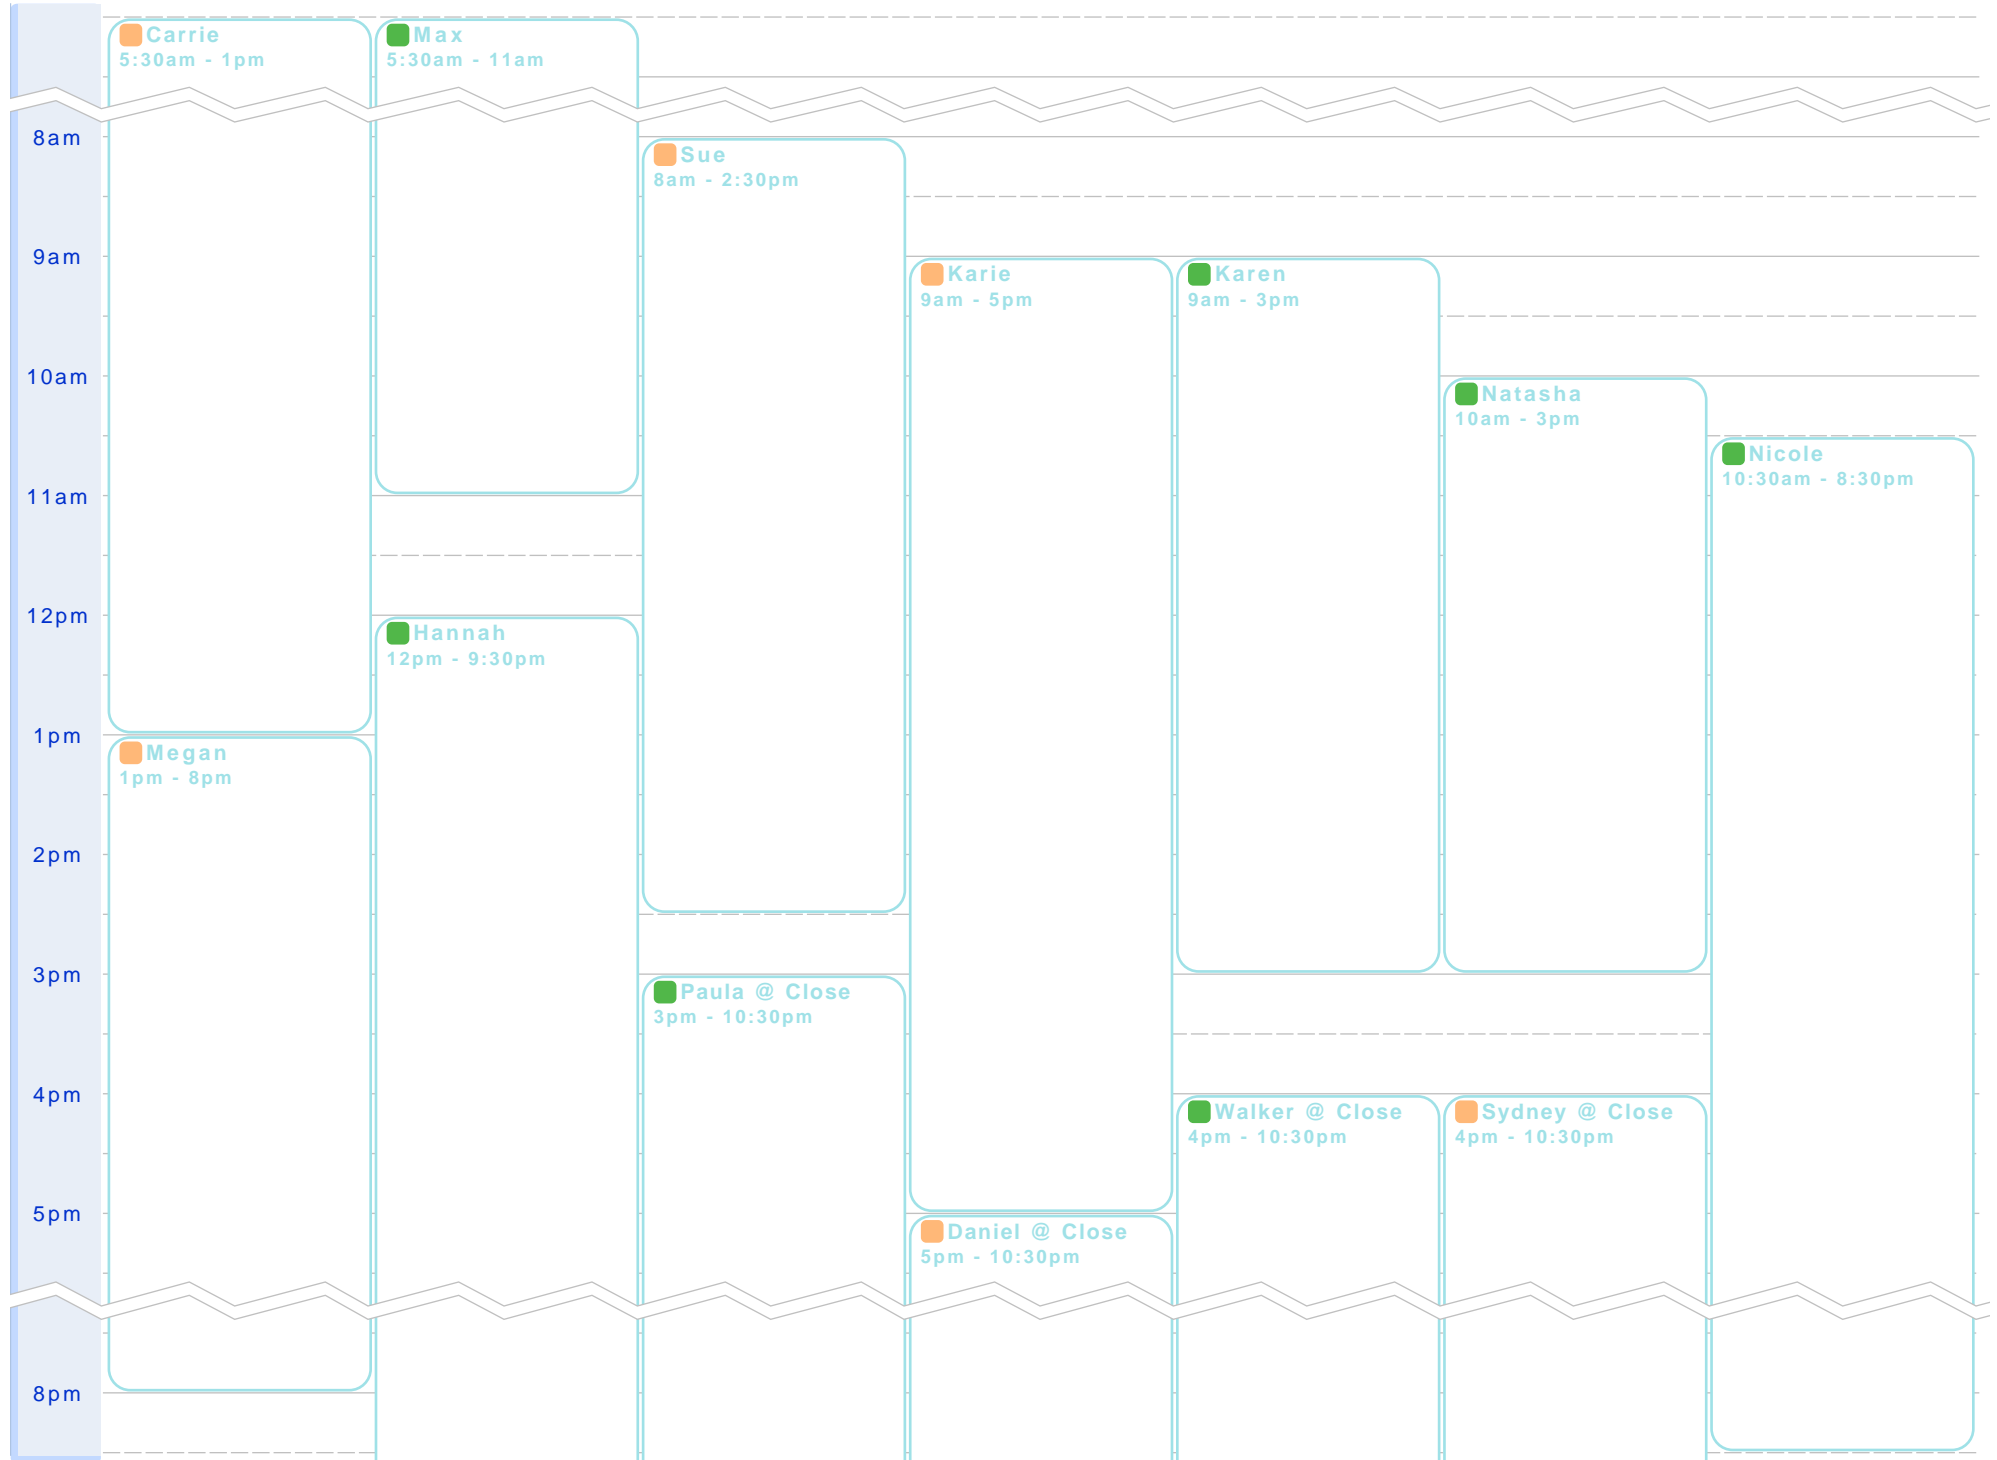 Carrie
5:30am - 1pm
Max
5:30am - 11am
8am
Sue
8am - 2:30pm
9am
Karie
9am - 5pm
Karen
9am - 3pm
10am
Natasha
10am - 3pm
Nicole
10:30am - 8:30pm
11am
12pm
Hannah
12pm - 9:30pm
1pm
Megan
1pm - 8pm
2pm
3pm
Paula @ Close
3pm - 10:30pm
4pm
Walker @ Close
4pm - 10:30pm
Sydney @ Close
4pm - 10:30pm
5pm
Daniel @ Close
5pm - 10:30pm
8pm